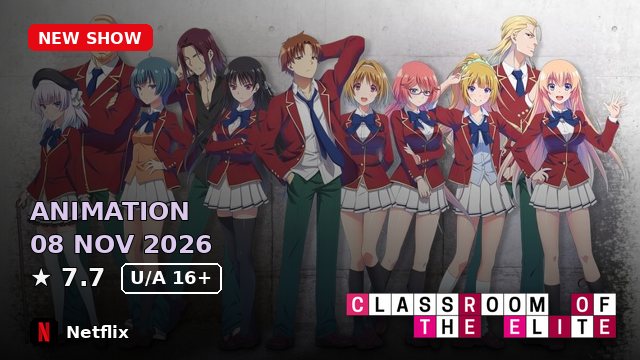 NEW SHOW
ANIMATION
08 NOV 2026
★ 7.7 U/A 16+
N Netflix
CLASSROOM OF
THE ELITE